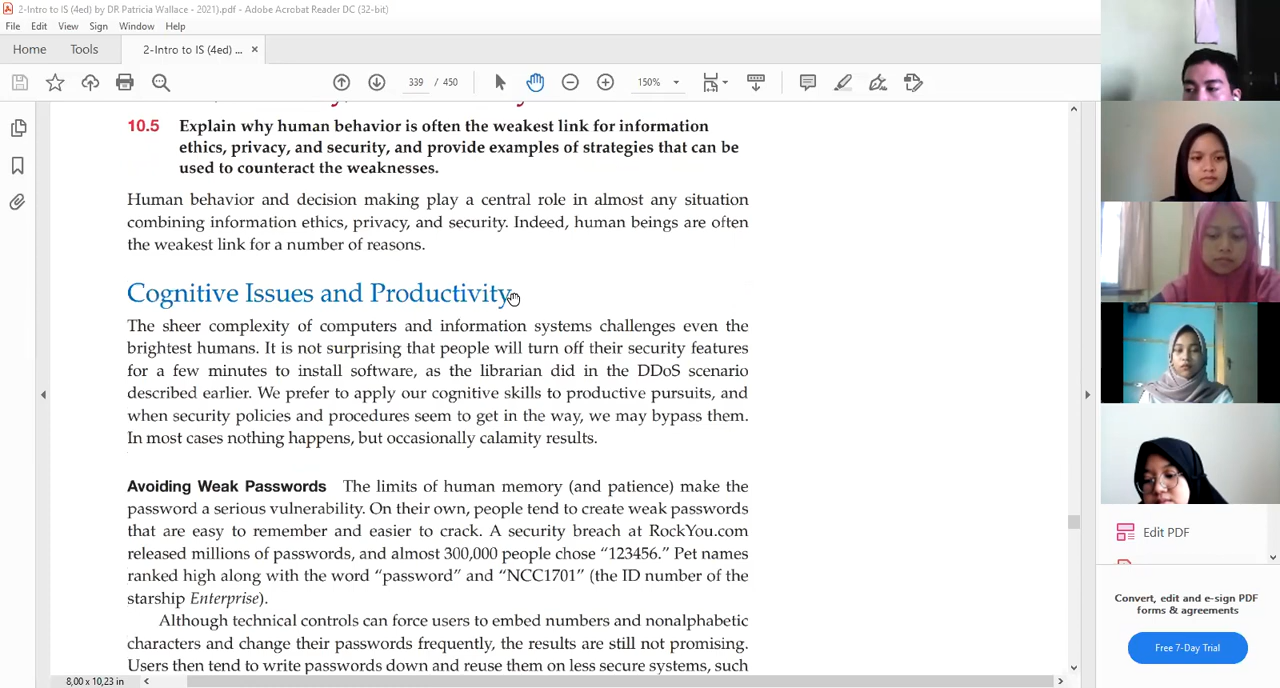 2-Intro to IS (4ed) by DR Patricia Wallace - 2021).pdf - Adobe Acrobat Reader DC (32-bit)
File Edit View Sign Window Help
Home Tools 2-Intro to IS (4ed) ... ×
339 / 450 150%
10.5 Explain why human behavior is often the weakest link for information
ethics, privacy, and security, and provide examples of strategies that can be
used to counteract the weaknesses.
Human behavior and decision making play a central role in almost any situation
combining information ethics, privacy, and security. Indeed, human beings are often
the weakest link for a number of reasons.
Cognitive Issues and Productivity
The sheer complexity of computers and information systems challenges even the
brightest humans. It is not surprising that people will turn off their security features
for a few minutes to install software, as the librarian did in the DDoS scenario
described earlier. We prefer to apply our cognitive skills to productive pursuits, and
when security policies and procedures seem to get in the way, we may bypass them.
In most cases nothing happens, but occasionally calamity results.
Avoiding Weak Passwords The limits of human memory (and patience) make the
password a serious vulnerability. On their own, people tend to create weak passwords
that are easy to remember and easier to crack. A security breach at RockYou.com
released millions of passwords, and almost 300,000 people chose “123456.” Pet names
ranked high along with the word “password” and “NCC1701” (the ID number of the
starship Enterprise).
Although technical controls can force users to embed numbers and nonalphabetic
characters and change their passwords frequently, the results are still not promising.
Users then tend to write passwords down and reuse them on less secure systems, such
8,00 x 10,23 in
Edit PDF
Convert, edit and e-sign PDF
forms & agreements
Free 7-Day Trial